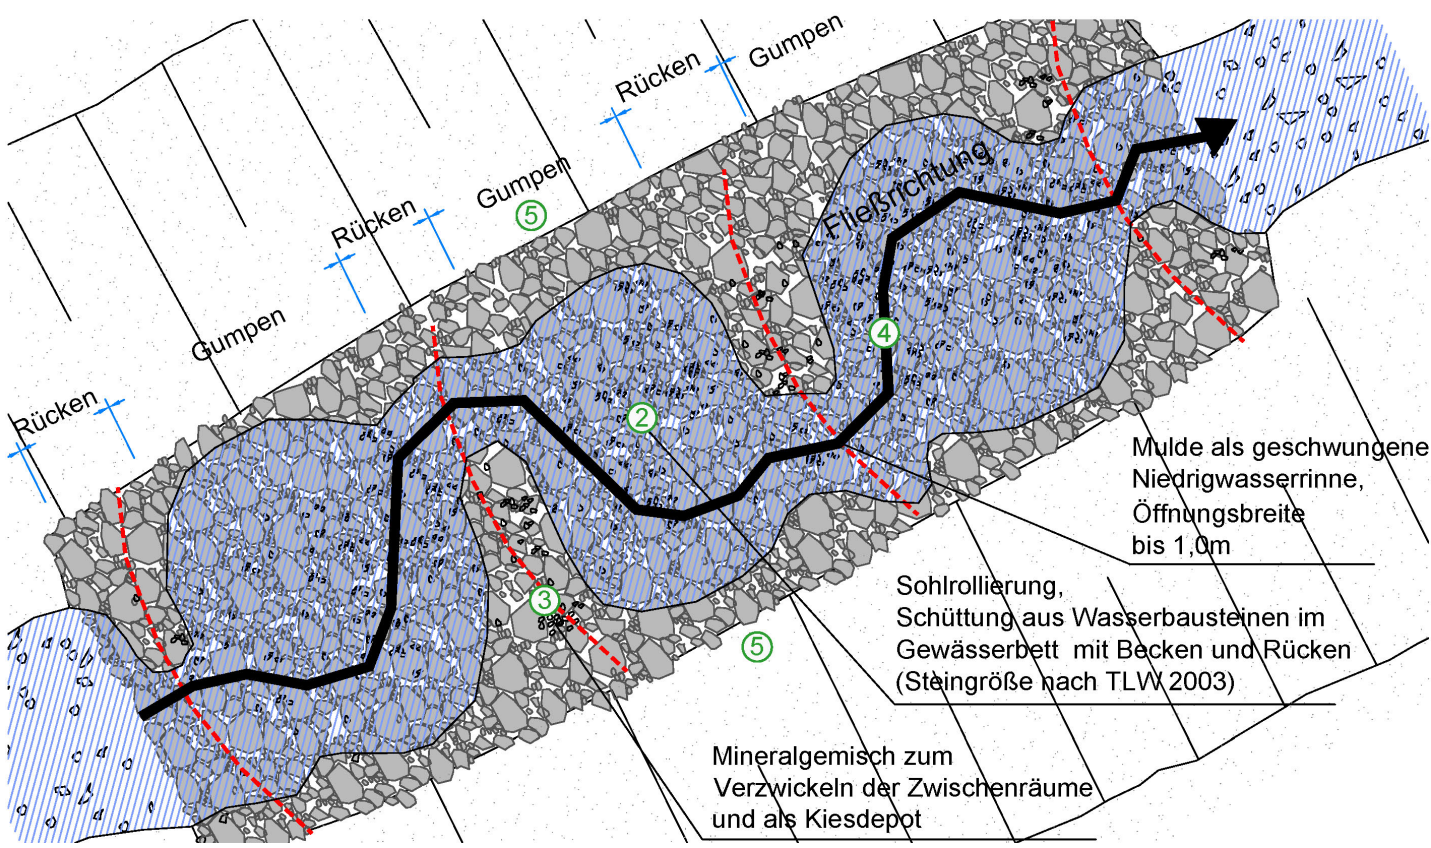 Gumpen
Rücken
Gumpen
⑤
Rücken
Gumpen
Rücken
Fließrichtung
④
②
③
⑤
Mulde als geschwungene
Niedrigwasserrinne,
Öffnungsbreite
bis 1,0m
Sohlrollierung,
Schüttung aus Wasserbausteinen im
Gewässerbett mit Becken und Rücken
(Steingröße nach TLW 2003)
Mineralgemisch zum
Verzwickeln der Zwischenräume
und als Kiesdepot